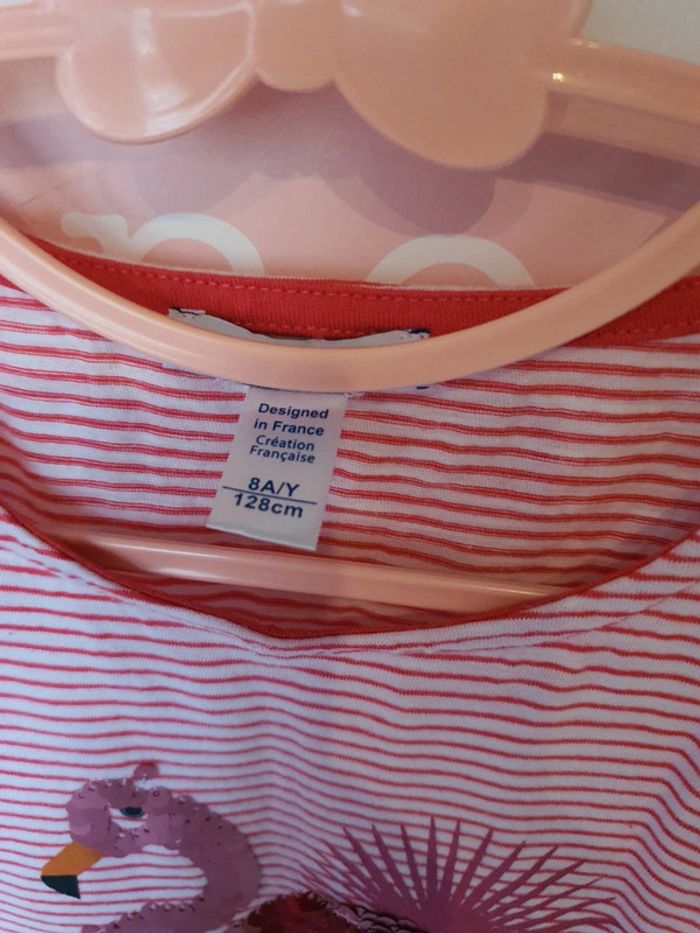 Designed
in France
Création
Française
8A/Y
128cm